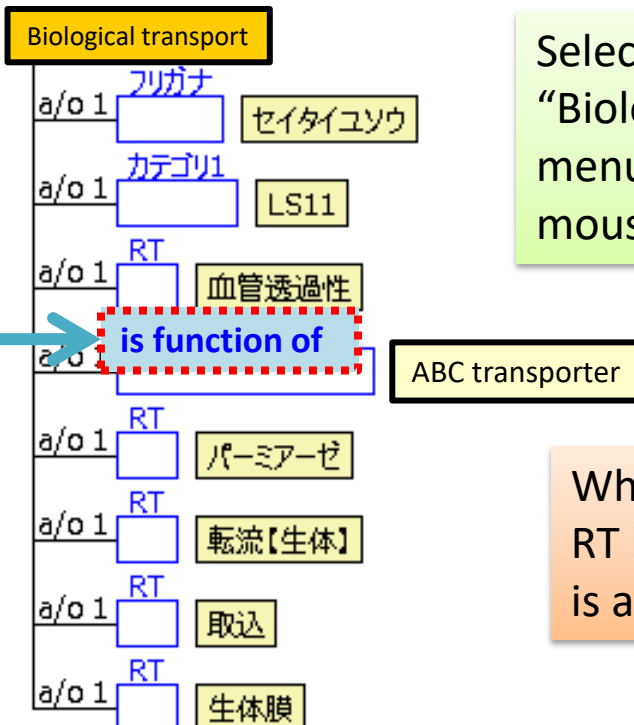 Biological transport
フリガナ
a/o 1
セイタイユソウ
カテゴリ1
a/o 1
LS11
RT
a/o 1
血管透過性
is function of
a/o 1
ABC transporter
RT
a/o 1
パーミアーゼ
RT
a/o 1
転流【生体】
RT
a/o 1
取込
RT
a/o 1
生体膜
Selec
“Biolo
menu
mous
Wh
RT
is a